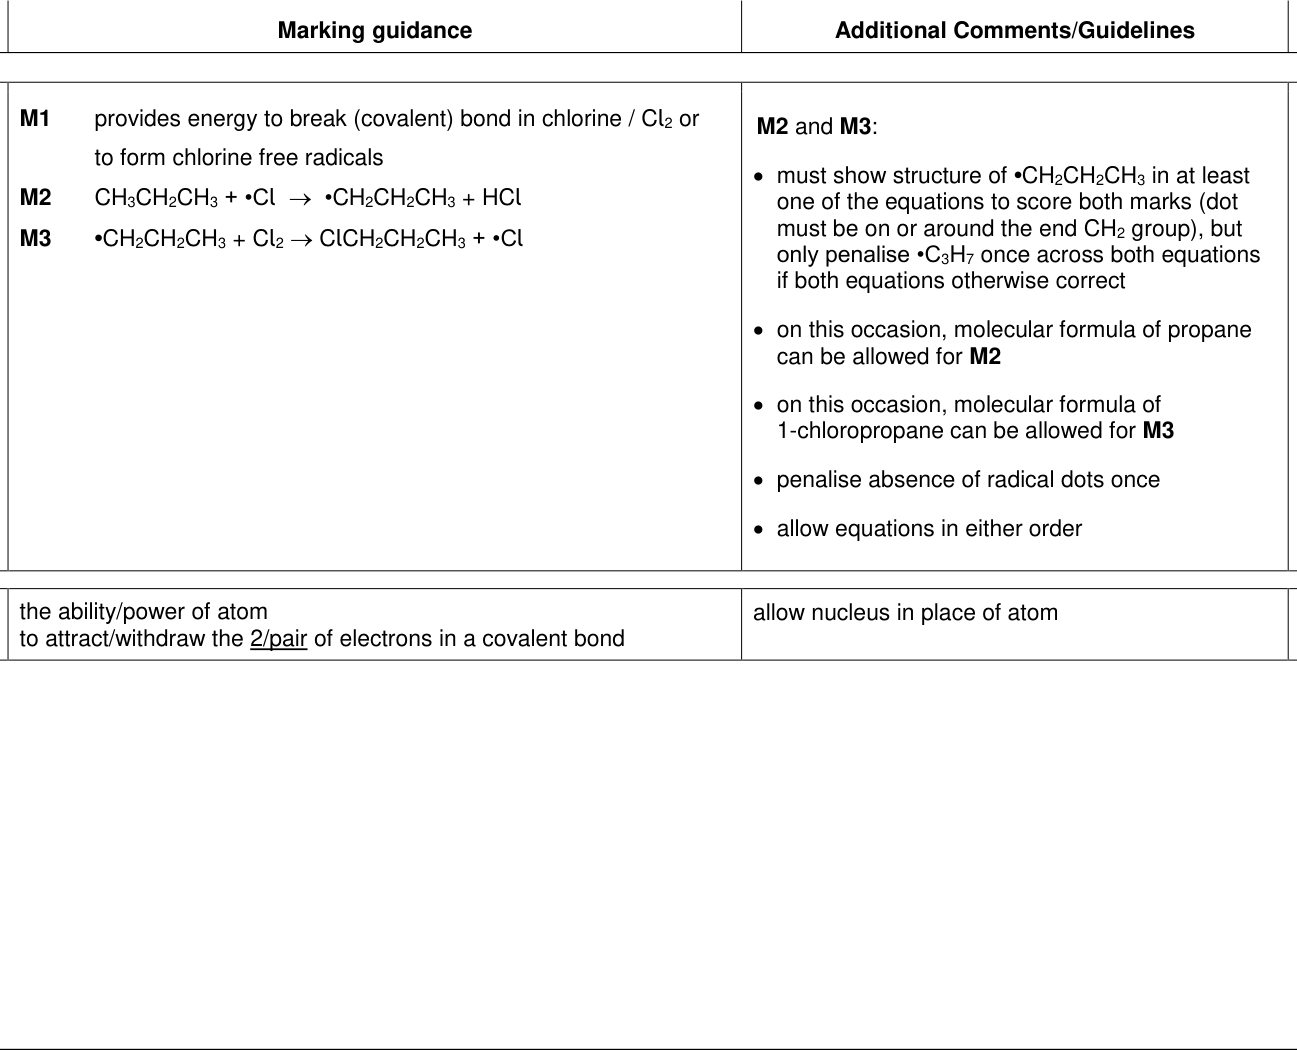 Marking guidance
Additional Comments/Guidelines
M1 provides energy to break (covalent) bond in chlorine / Cl₂ or
to form chlorine free radicals
M2 CH₃CH₂CH₃ + •Cl → •CH₂CH₂CH₃ + HCl
M3 •CH₂CH₂CH₃ + Cl₂ → ClCH₂CH₂CH₃ + •Cl
M2 and M3:
• must show structure of •CH₂CH₂CH₃ in at least
one of the equations to score both marks (dot
must be on or around the end CH₂ group), but
only penalise •C₃H₇ once across both equations
if both equations otherwise correct
• on this occasion, molecular formula of propane
can be allowed for M2
• on this occasion, molecular formula of
1-chloropropane can be allowed for M3
• penalise absence of radical dots once
• allow equations in either order
the ability/power of atom
to attract/withdraw the 2/pair of electrons in a covalent bond
allow nucleus in place of atom